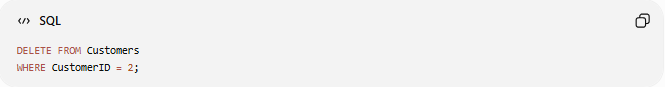 </> SQL
DELETE FROM Customers
WHERE CustomerID = 2;